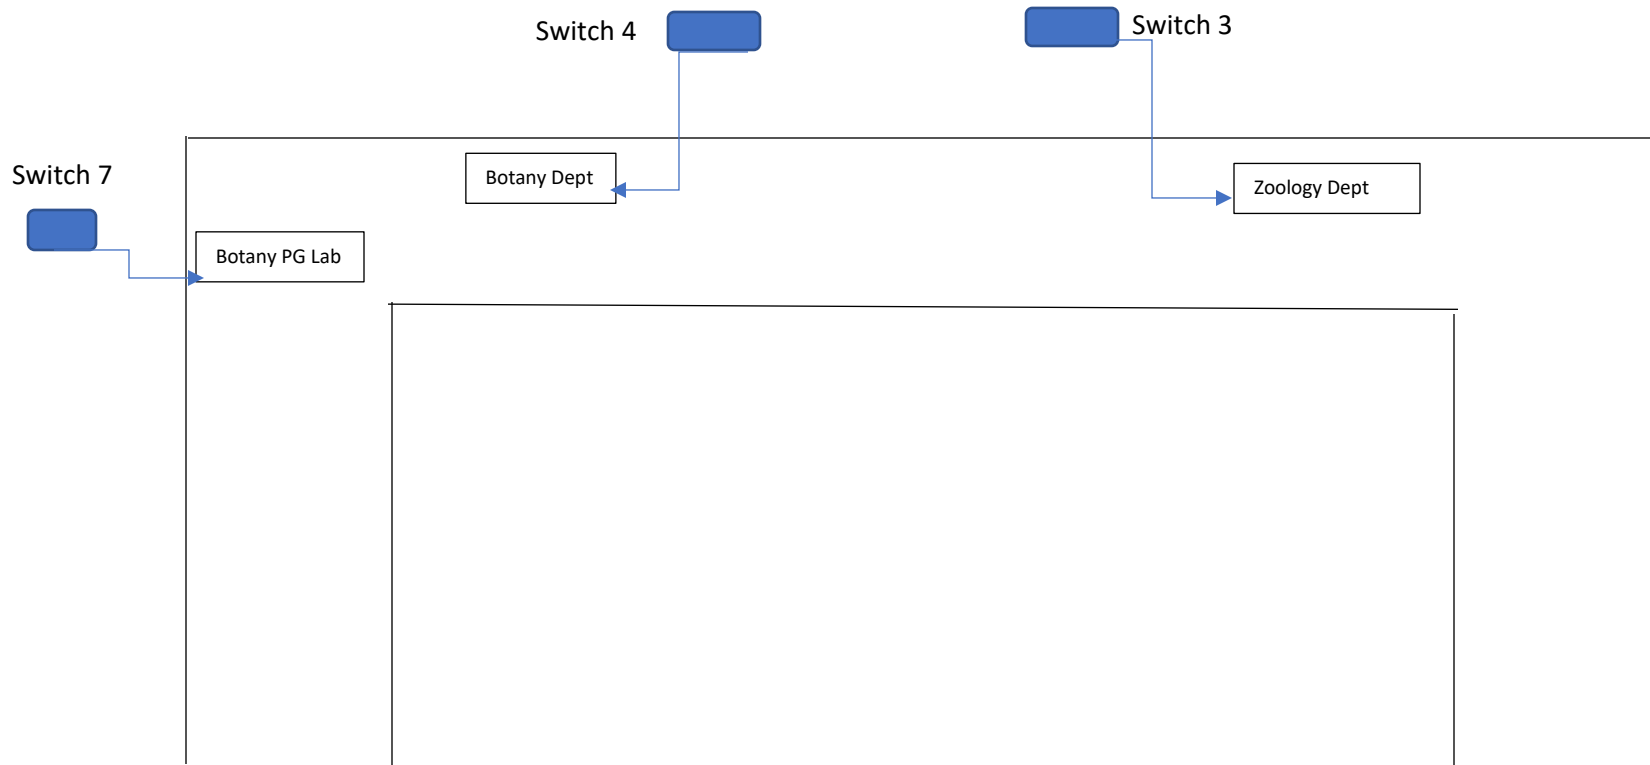 Switch 4
Switch 3
Switch 7
Botany Dept
Zoology Dept
Botany PG Lab